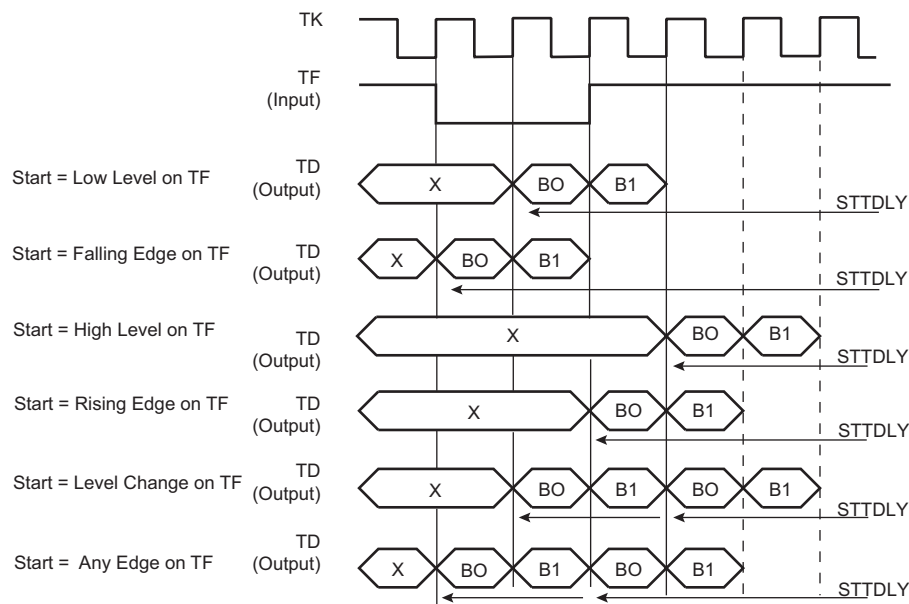 TK
TF
(Input)
Start = Low Level on TF
TD
(Output)
X
BO
B1
STTDLY
Start = Falling Edge on TF
TD
(Output)
X
BO
B1
STTDLY
Start = High Level on TF
TD
(Output)
X
BO
B1
STTDLY
Start = Rising Edge on TF
TD
(Output)
X
BO
B1
STTDLY
Start = Level Change on TF
TD
(Output)
X
BO
B1
BO
B1
STTDLY
Start = Any Edge on TF
TD
(Output)
X
BO
B1
BO
B1
STTDLY